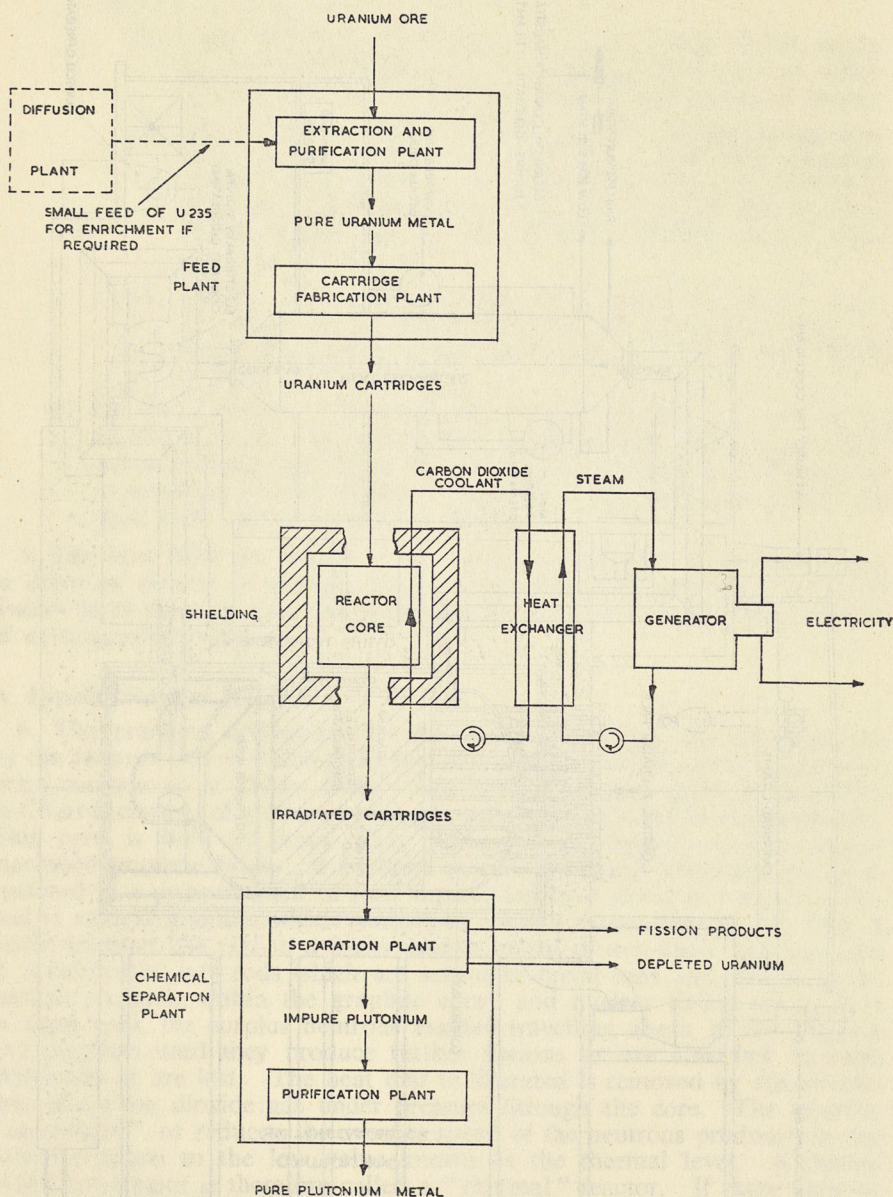 URANIUM ORE
DIFFUSION
PLANT
EXTRACTION AND
PURIFICATION PLANT
SMALL FEED OF U 235
FOR ENRICHMENT IF
REQUIRED
PURE URANIUM METAL
FEED
PLANT
CARTRIDGE
FABRICATION PLANT
URANIUM CARTRIDGES
CARBON DIOXIDE
COOLANT
STEAM
SHIELDING
REACTOR
CORE
HEAT
EXCHANGER
GENERATOR
ELECTRICITY
IRRADIATED CARTRIDGES
SEPARATION PLANT
FISSION PRODUCTS
DEPLETED URANIUM
CHEMICAL
SEPARATION
PLANT
IMPURE PLUTONIUM
PURIFICATION PLANT
PURE PLUTONIUM METAL